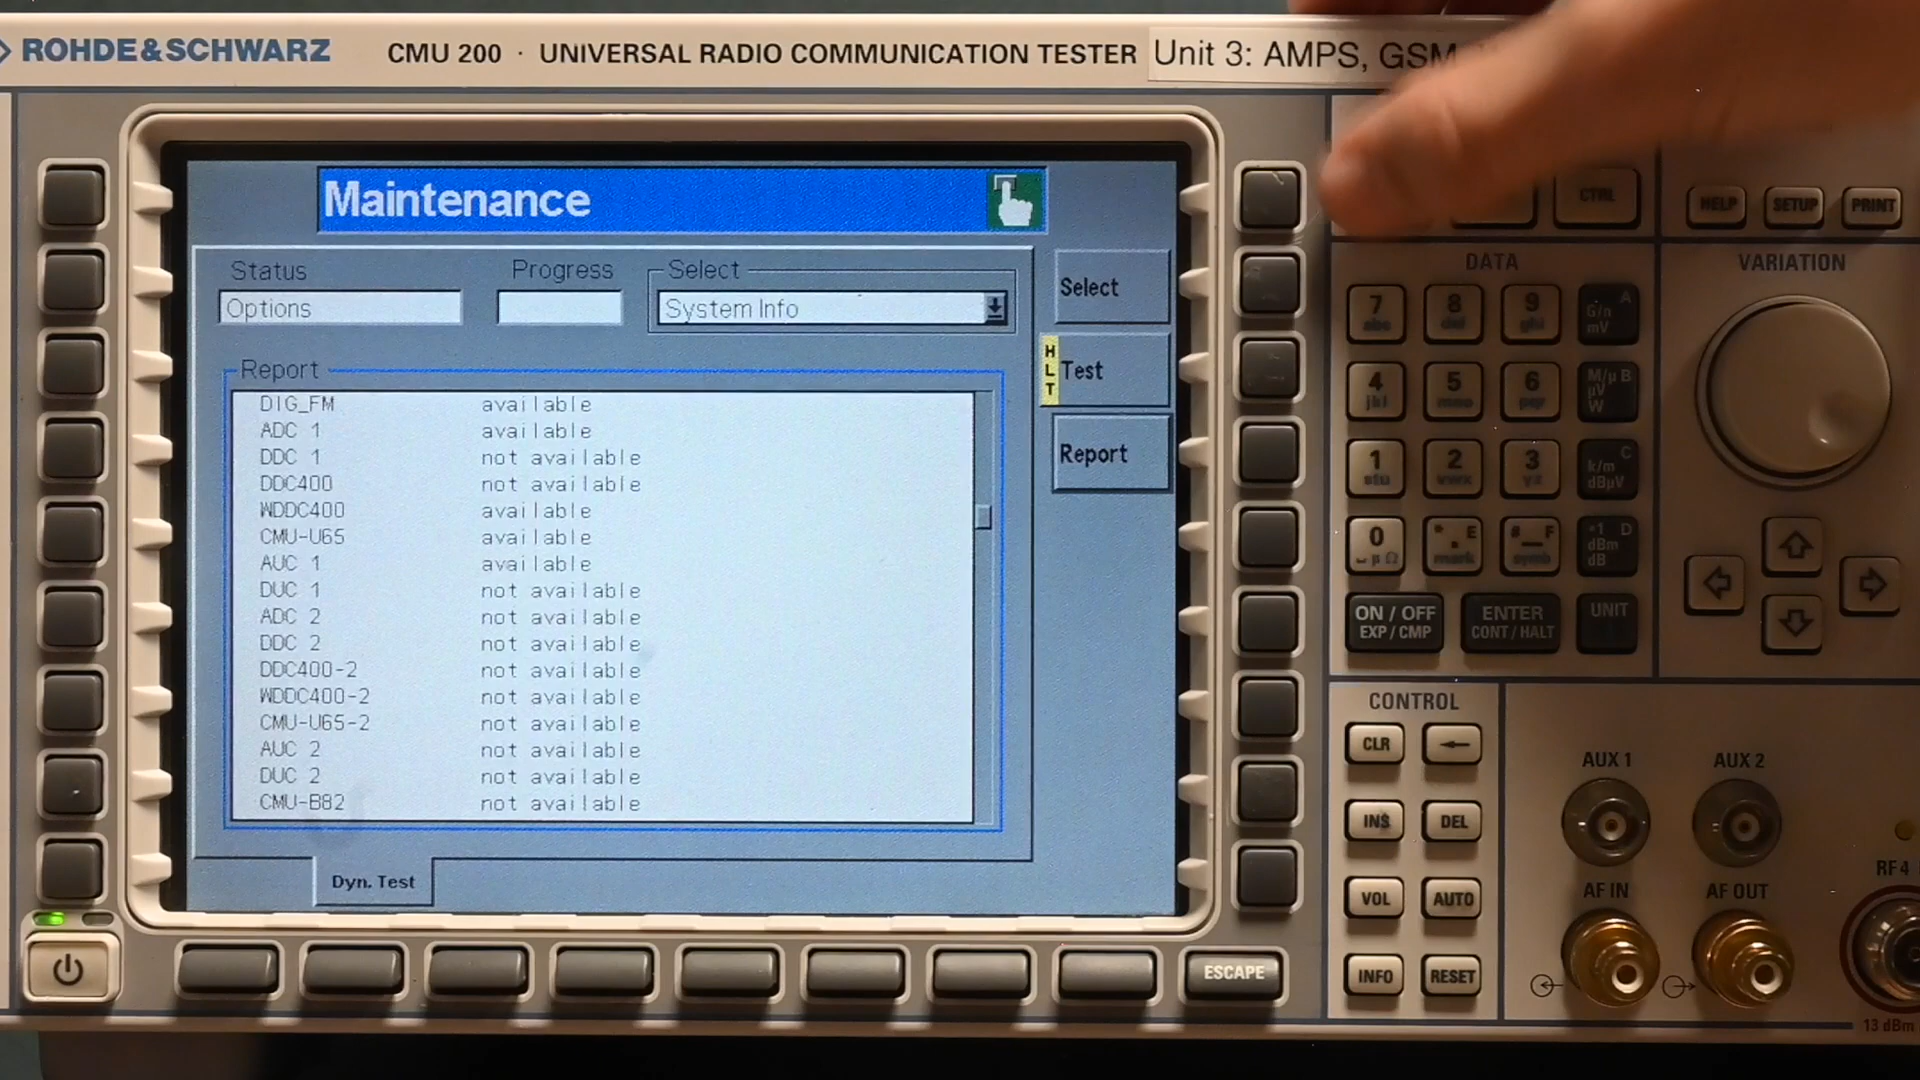 ROHDE&SCHWARZ CMU 200 · UNIVERSAL RADIO COMMUNICATION TESTER Unit 3: AMPS, GSM
Maintenance
Status Progress Select
Options System Info
Report
DIG_FM available
ADC 1 available
DDC 1 not available
DDC400 not available
WDDC400 available
CMU-U65 available
AUC 1 available
DUC 1 not available
ADC 2 not available
DDC 2 not available
DDC400-2 not available
WDDC400-2 not available
CMU-U65-2 not available
AUC 2 not available
DUC 2 not available
CMU-B82 not available
Dyn. Test
Select
HLT
Test
Report
ESCAPE
CTRL
HELP SETUP PRINT
DATA
7 abc 8 def 9 ghi A G/n mV
4 jkl 5 mno 6 pqr M/µ B µV W
1 stu 2 vwx 3 yz C k/m dBµV
0 µ Ω * . E mark # _ F symb D dBm dB
ON / OFF EXP / CMP ENTER CONT / HALT UNIT
VARIATION
CONTROL
CLR
INS DEL
VOL AUTO
INFO RESET
AUX 1 AUX 2
AF IN AF OUT
RF 4
13 dBm